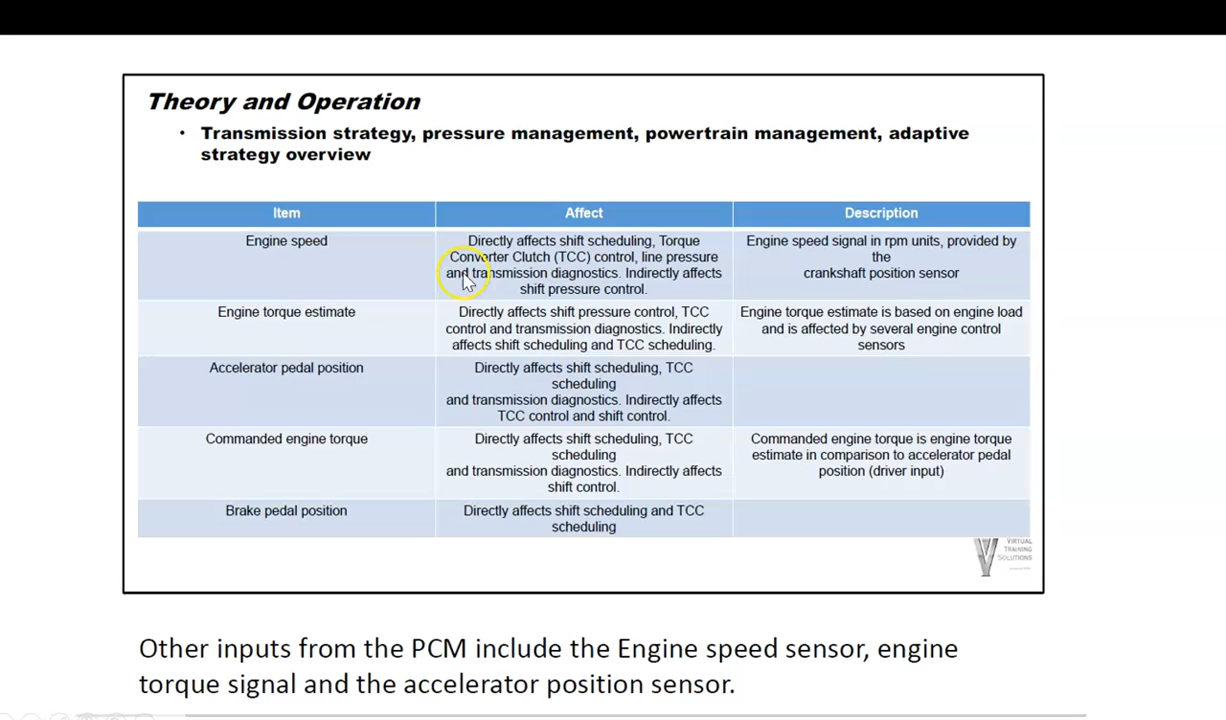 Theory and Operation
• Transmission strategy, pressure management, powertrain management, adaptive
strategy overview
Item
Affect
Description
Engine speed
Directly affects shift scheduling, Torque
Converter Clutch (TCC) control, line pressure
and transmission diagnostics. Indirectly affects
shift pressure control.
Engine speed signal in rpm units, provided by
the
crankshaft position sensor
Engine torque estimate
Directly affects shift pressure control, TCC
control and transmission diagnostics. Indirectly
affects shift scheduling and TCC scheduling.
Engine torque estimate is based on engine load
and is affected by several engine control
sensors
Accelerator pedal position
Directly affects shift scheduling, TCC
scheduling
and transmission diagnostics. Indirectly affects
TCC control and shift control.
Commanded engine torque
Directly affects shift scheduling, TCC
scheduling
and transmission diagnostics. Indirectly affects
shift control.
Commanded engine torque is engine torque
estimate in comparison to accelerator pedal
position (driver input)
Brake pedal position
Directly affects shift scheduling and TCC
scheduling
VIRTUAL
TRAINING
SOLUTIONS
Other inputs from the PCM include the Engine speed sensor, engine
torque signal and the accelerator position sensor.